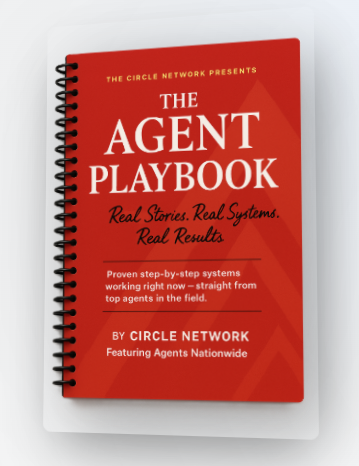 THE CIRCLE NETWORK PRESENTS
THE
AGENT
PLAYBOOK
Real Stories. Real Systems.
Real Results
Proven step-by-step systems
working right now – straight from
top agents in the field.
BY CIRCLE NETWORK
Featuring Agents Nationwide